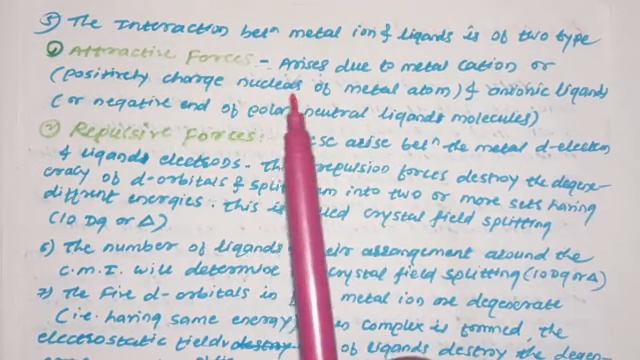 5) The Interaction betn metal ion & ligands is of two type
① Attractive Forces - Arises due to metal cation or
(positively charge nucleas of metal atom) & anionic ligands
(or negative end of polar neutral ligands molecules)
② Repulsive Forces: arise betn the metal d-electron
& ligands electrons. repulsion forces destroy the degene-
eracy of d-orbitals & into two or more sets having
diffrent energies. This crystal field splitting
(10 Dq or Δ)
6) The number of ligands arrangement around the
C.M.I. will determine crystal field splitting (10Dq or Δ)
7) The Five d-orbitals in metal ion are degenerate
(i.e. having same energy complex is formed, the
electrostatic field of ligands destroy the degen-